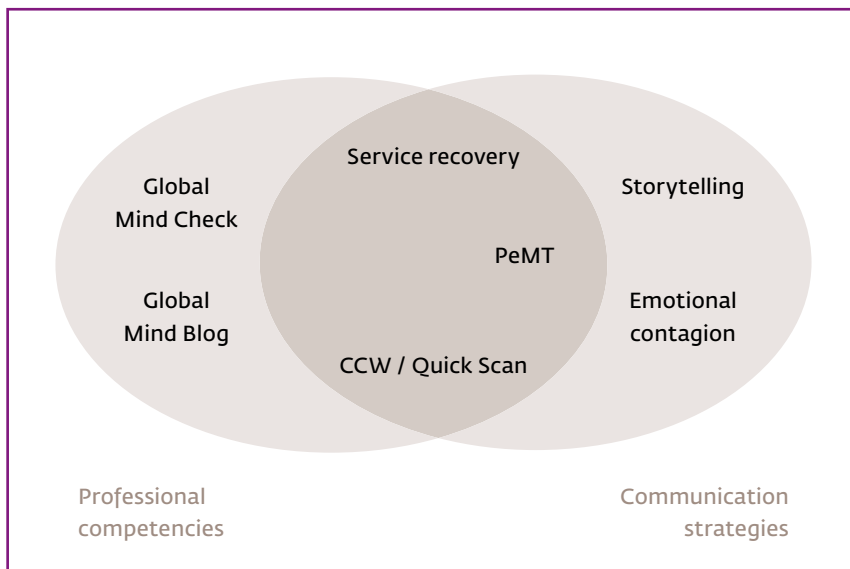 Service recovery
Global
Mind Check
Storytelling
PeMT
Global
Mind Blog
Emotional
contagion
CCW / Quick Scan
Professional
competencies
Communication
strategies